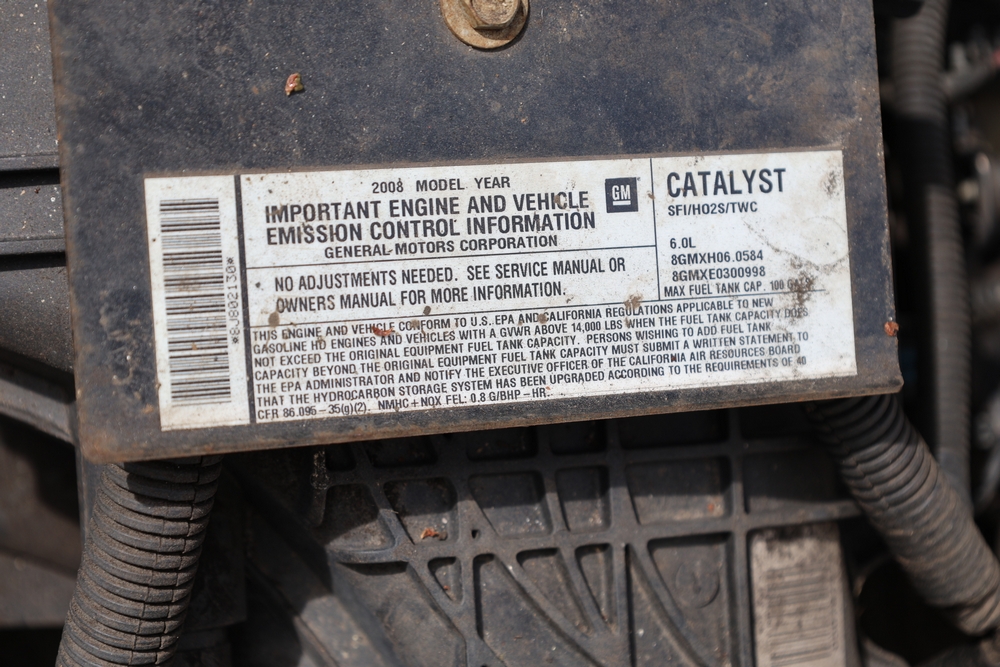 2008 MODEL YEAR
IMPORTANT ENGINE AND VEHICLE
EMISSION CONTROL INFORMATION
GENERAL MOTORS CORPORATION
GM
NO ADJUSTMENTS NEEDED. SEE SERVICE MANUAL OR
OWNERS MANUAL FOR MORE INFORMATION.
CATALYST
SFI/HO2S/TWC
6.0L
8GMXH06.0584
8GMXE0300998
MAX FUEL TANK CAP. 100
THIS ENGINE AND VEHICLE CONFORM TO U.S. EPA AND CALIFORNIA REGULATIONS APPLICABLE TO NEW
GASOLINE HD ENGINES AND VEHICLES WITH A GVWR ABOVE 14,000 LBS WHEN THE FUEL TANK CAPACITY DOES
NOT EXCEED THE ORIGINAL EQUIPMENT FUEL TANK CAPACITY. PERSONS WISHING TO ADD FUEL TANK
CAPACITY BEYOND THE ORIGINAL EQUIPMENT FUEL TANK CAPACITY MUST SUBMIT A WRITTEN STATEMENT TO
THE EPA ADMINISTRATOR AND NOTIFY THE EXECUTIVE OFFICER OF THE CALIFORNIA AIR RESOURCES BOARD
THAT THE HYDROCARBON STORAGE SYSTEM HAS BEEN UPGRADED ACCORDING TO THE REQUIREMENTS OF 40
CFR 86.096-35(g)(2). NMHC+NOX FEL: 0.8 G/BHP-HR.
*8J802130*